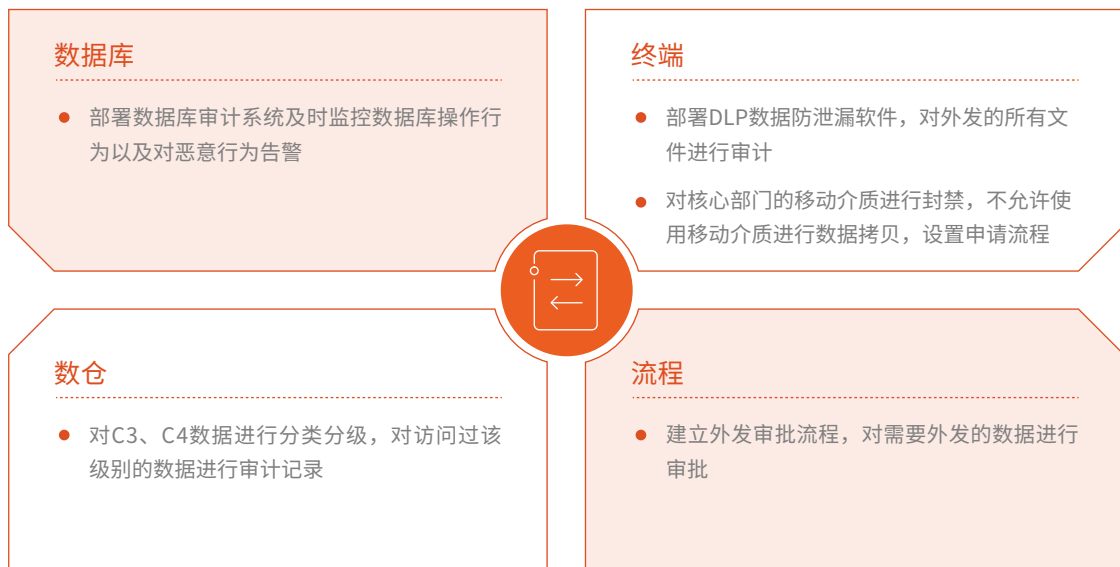 数据库
部署数据库审计系统及时监控数据库操作行
为以及对恶意行为告警
终端
部署DLP数据防泄漏软件，对外发的所有文
件进行审计
对核心部门的移动介质进行封禁，不允许使
用移动介质进行数据拷贝，设置申请流程
数仓
对C3、C4数据进行分类分级，对访问过该
级别的数据进行审计记录
流程
建立外发审批流程，对需要外发的数据进行
审批